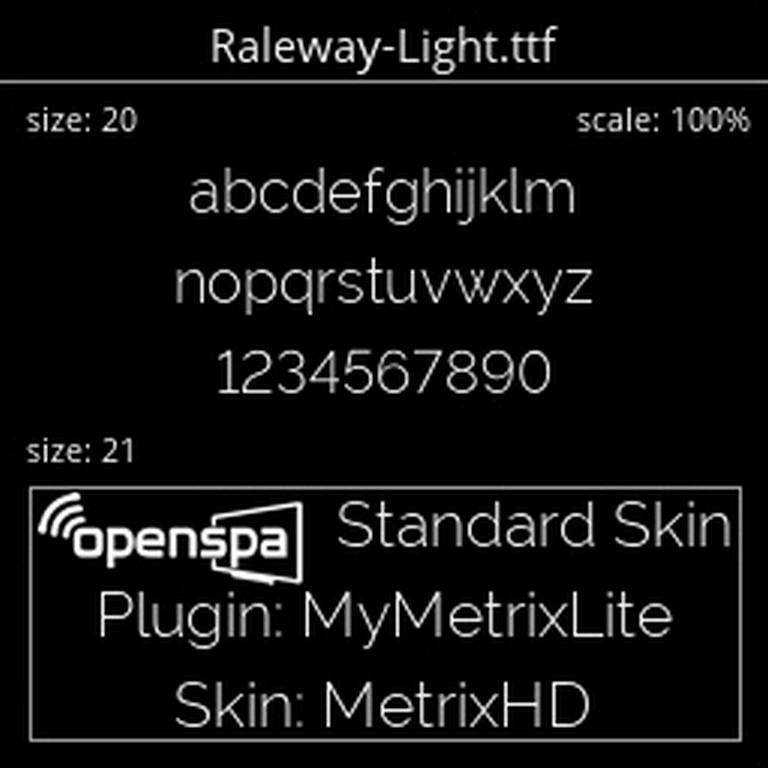 Raleway-Light.ttf
size: 20 scale: 100%
abcdefghijklm
nopqrstuvwxyz
1234567890
size: 21
openspa Standard Skin
Plugin: MyMetrixLite
Skin: MetrixHD